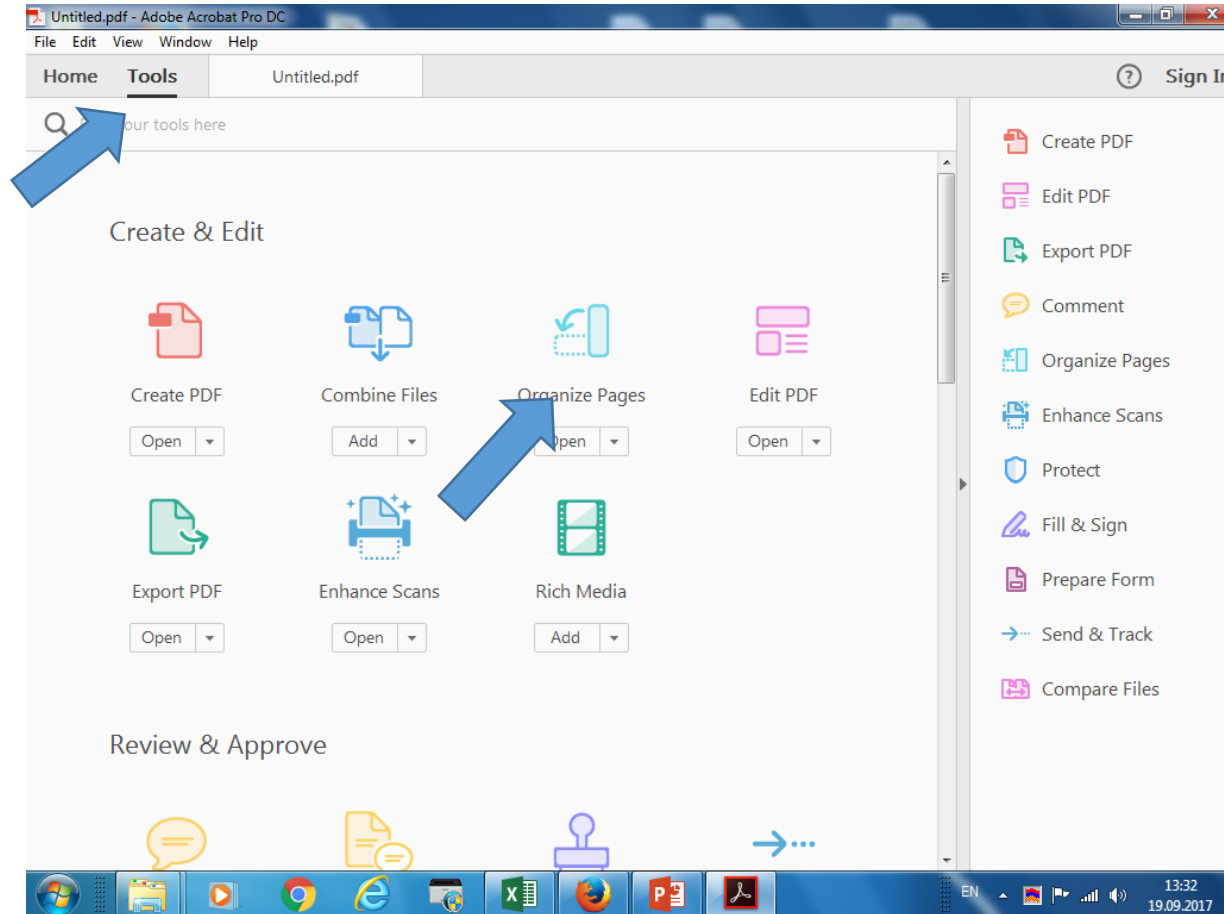 Untitled.pdf - Adobe Acrobat Pro DC
File Edit View Window Help
Home Tools Untitled.pdf Sign In
our tools here
Create & Edit
Create PDF Combine Files Organize Pages Edit PDF
Open Add Open Open
Export PDF Enhance Scans Rich Media
Open Open Add
Review & Approve
Create PDF
Edit PDF
Export PDF
Comment
Organize Pages
Enhance Scans
Protect
Fill & Sign
Prepare Form
Send & Track
Compare Files
EN 13:32
19.09.2017